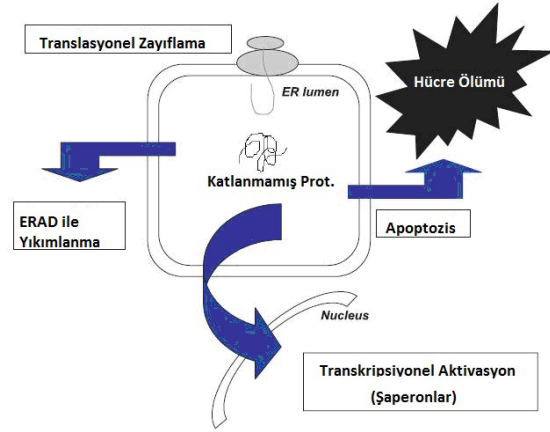 Translasyonel Zayıflama
ER lumen
Hücre Ölümü
Katlanmamış Prot.
ERAD ile
Yıkımlanma
Apoptozis
Nucleus
Transkripsiyonel Aktivasyon
(Şaperonlar)